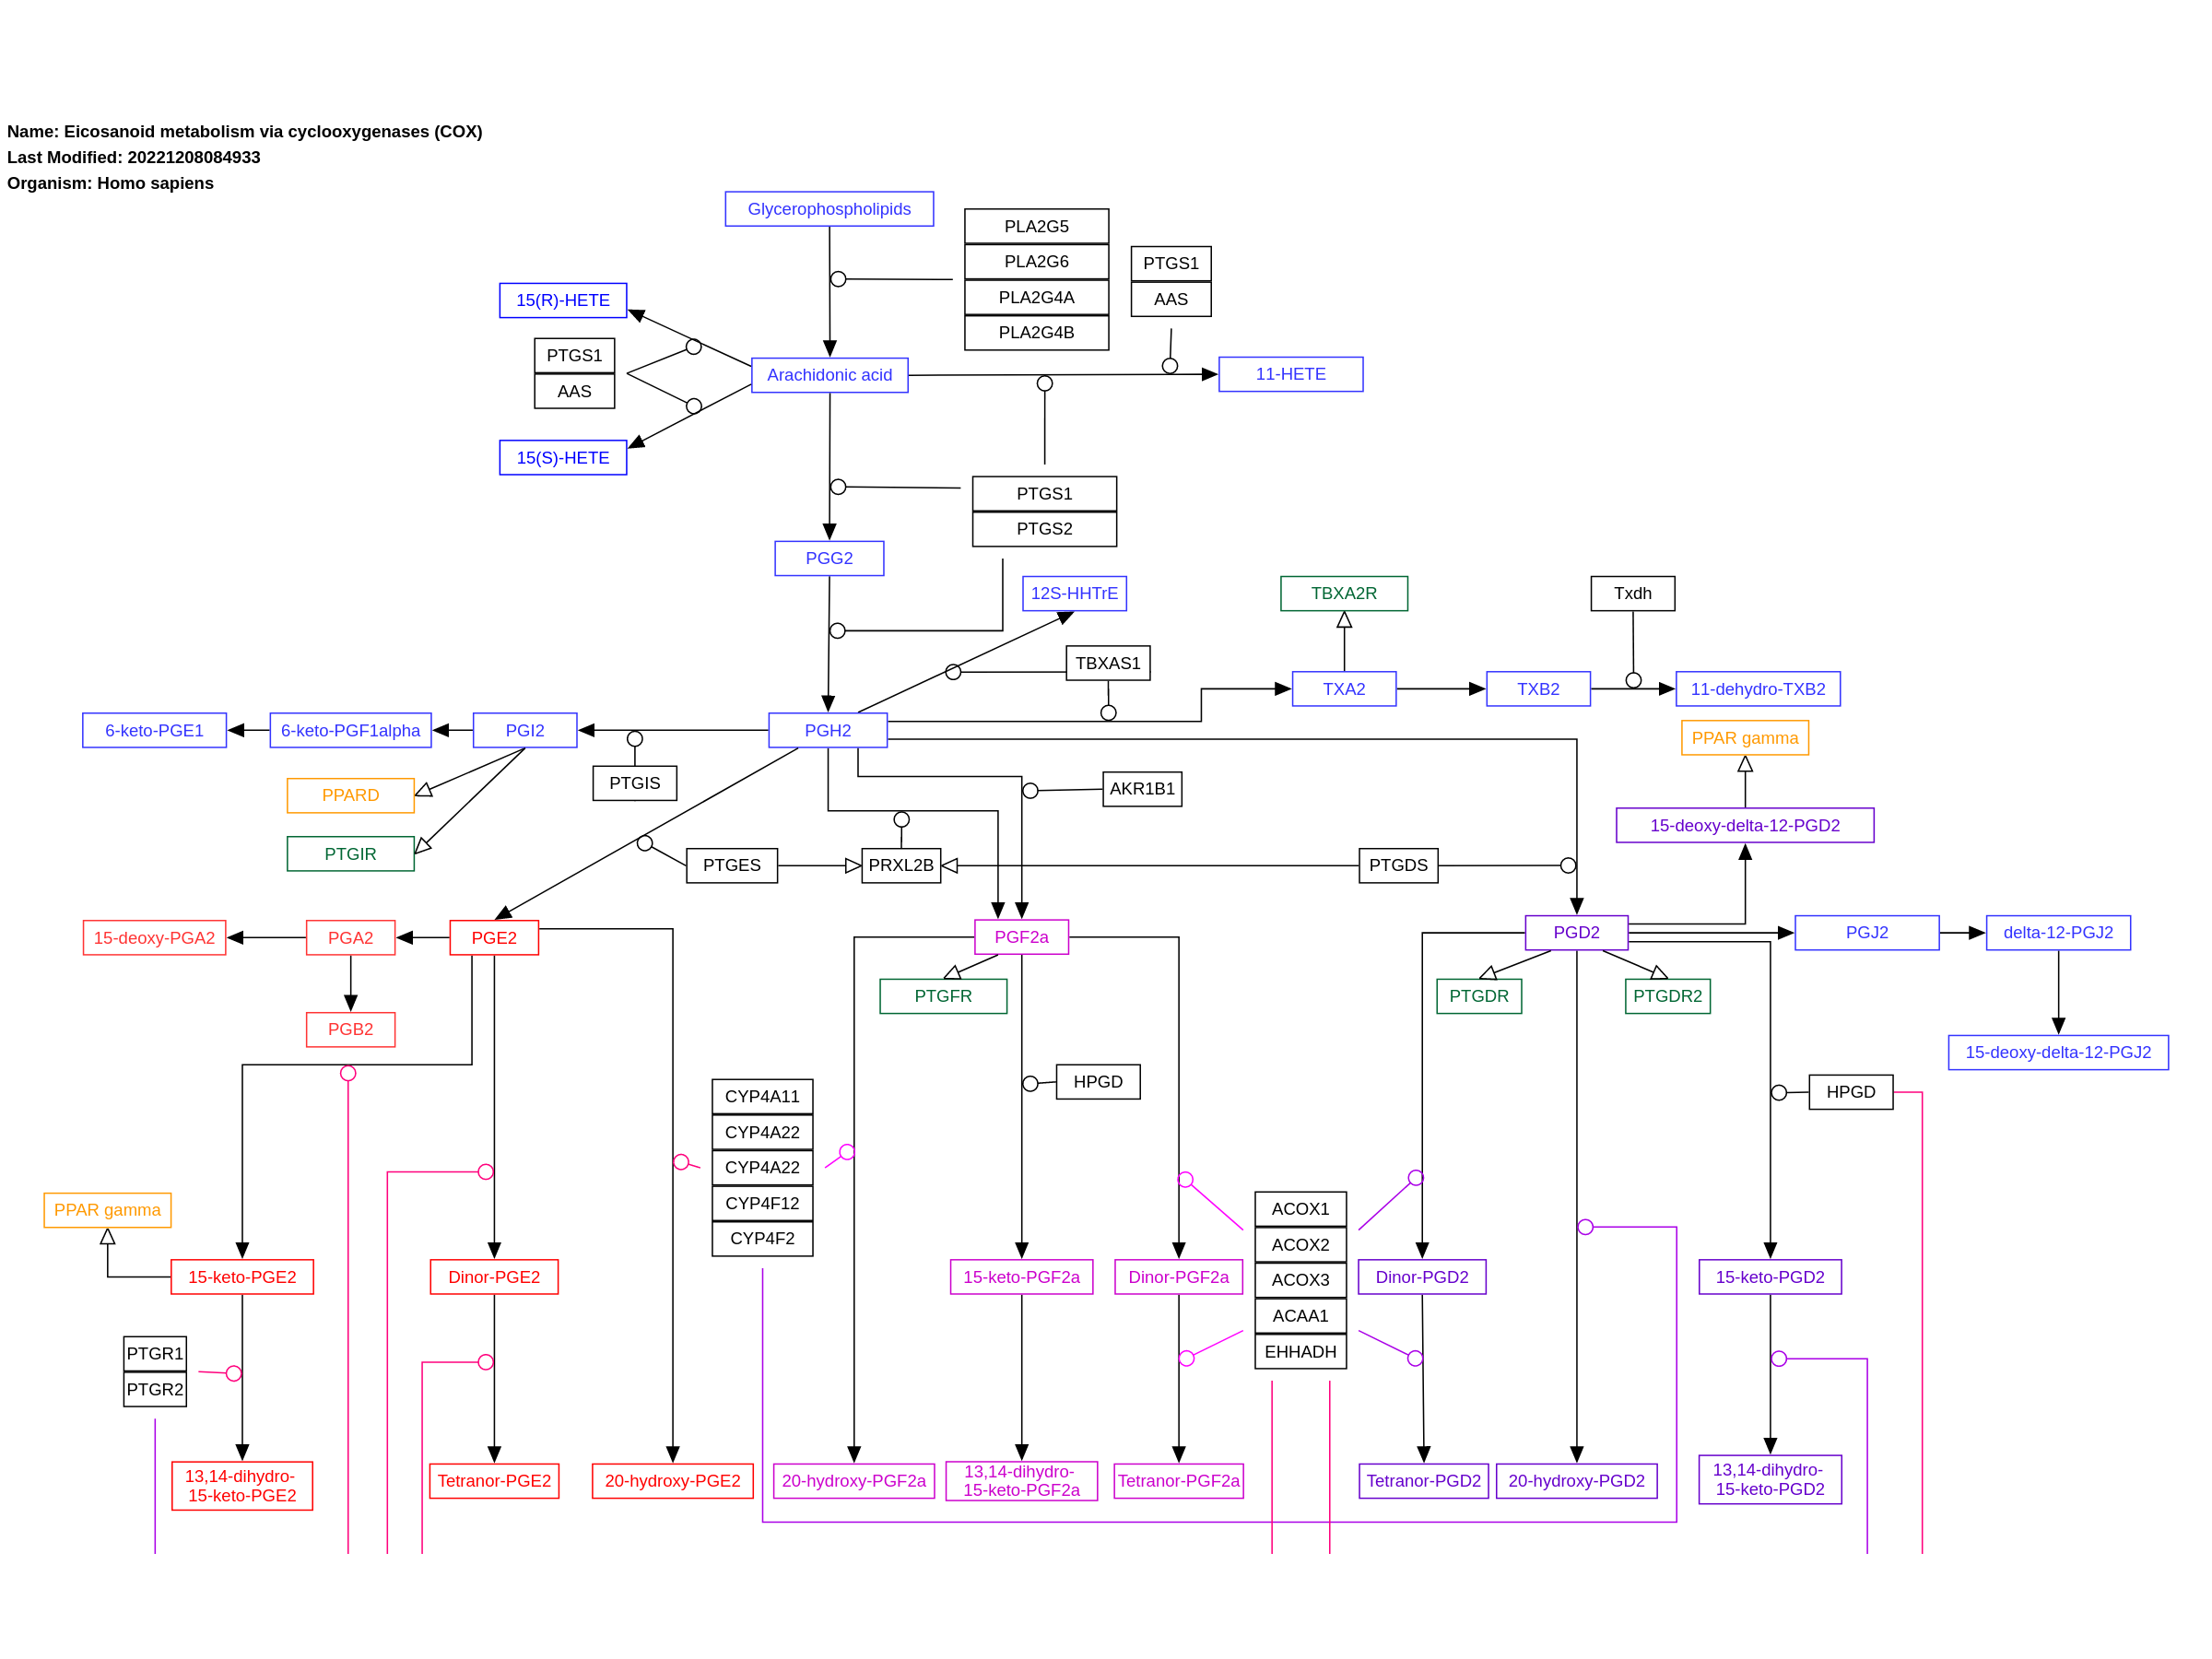 Name: Eicosanoid metabolism via cyclooxygenases (COX)
Last Modified: 20221208084933
Organism: Homo sapiens
Glycerophospholipids
PLA2G5
PLA2G6
PLA2G4A
PLA2G4B
PTGS1
AAS
15(R)-HETE
PTGS1
AAS
Arachidonic acid
11-HETE
15(S)-HETE
PTGS1
PTGS2
PGG2
12S-HHTrE
TBXA2R
Txdh
TBXAS1
TXA2
TXB2
11-dehydro-TXB2
6-keto-PGE1
6-keto-PGF1alpha
PGI2
PGH2
PPAR gamma
PTGIS
AKR1B1
PPARD
15-deoxy-delta-12-PGD2
PTGIR
PTGES
PRXL2B
PTGDS
15-deoxy-PGA2
PGA2
PGE2
PGF2a
PGD2
PGJ2
delta-12-PGJ2
PTGFR
PTGDR
PTGDR2
PGB2
15-deoxy-delta-12-PGJ2
HPGD
HPGD
CYP4A11
CYP4A22
CYP4A22
CYP4F12
CYP4F2
PPAR gamma
ACOX1
ACOX2
ACOX3
ACAA1
EHHADH
15-keto-PGE2
Dinor-PGE2
15-keto-PGF2a
Dinor-PGF2a
Dinor-PGD2
15-keto-PGD2
PTGR1
PTGR2
13,14-dihydro-
15-keto-PGE2
Tetranor-PGE2
20-hydroxy-PGE2
20-hydroxy-PGF2a
13,14-dihydro-
15-keto-PGF2a
Tetranor-PGF2a
Tetranor-PGD2
20-hydroxy-PGD2
13,14-dihydro-
15-keto-PGD2